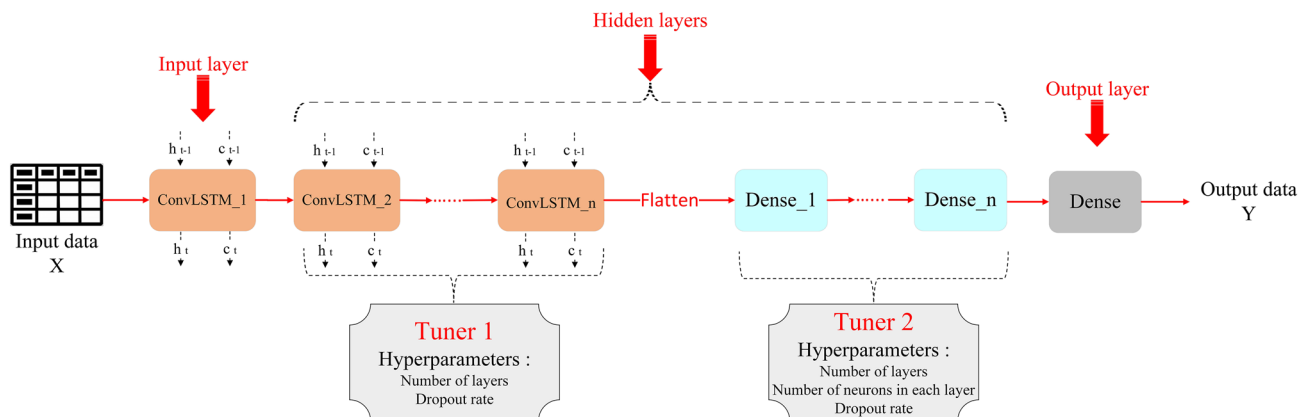 Hidden layers
Input layer
Output layer
h t-1 c t-1
h t-1 c t-1
h t-1 c t-1
ConvLSTM_1
ConvLSTM_2
......
ConvLSTM_n
Flatten
Dense_1
......
Dense_n
Dense
Output data
Y
Input data
X
h t c t
h t c t
h t c t
Tuner 1
Hyperparameters :
Number of layers
Dropout rate
Tuner 2
Hyperparameters :
Number of layers
Number of neurons in each layer
Dropout rate